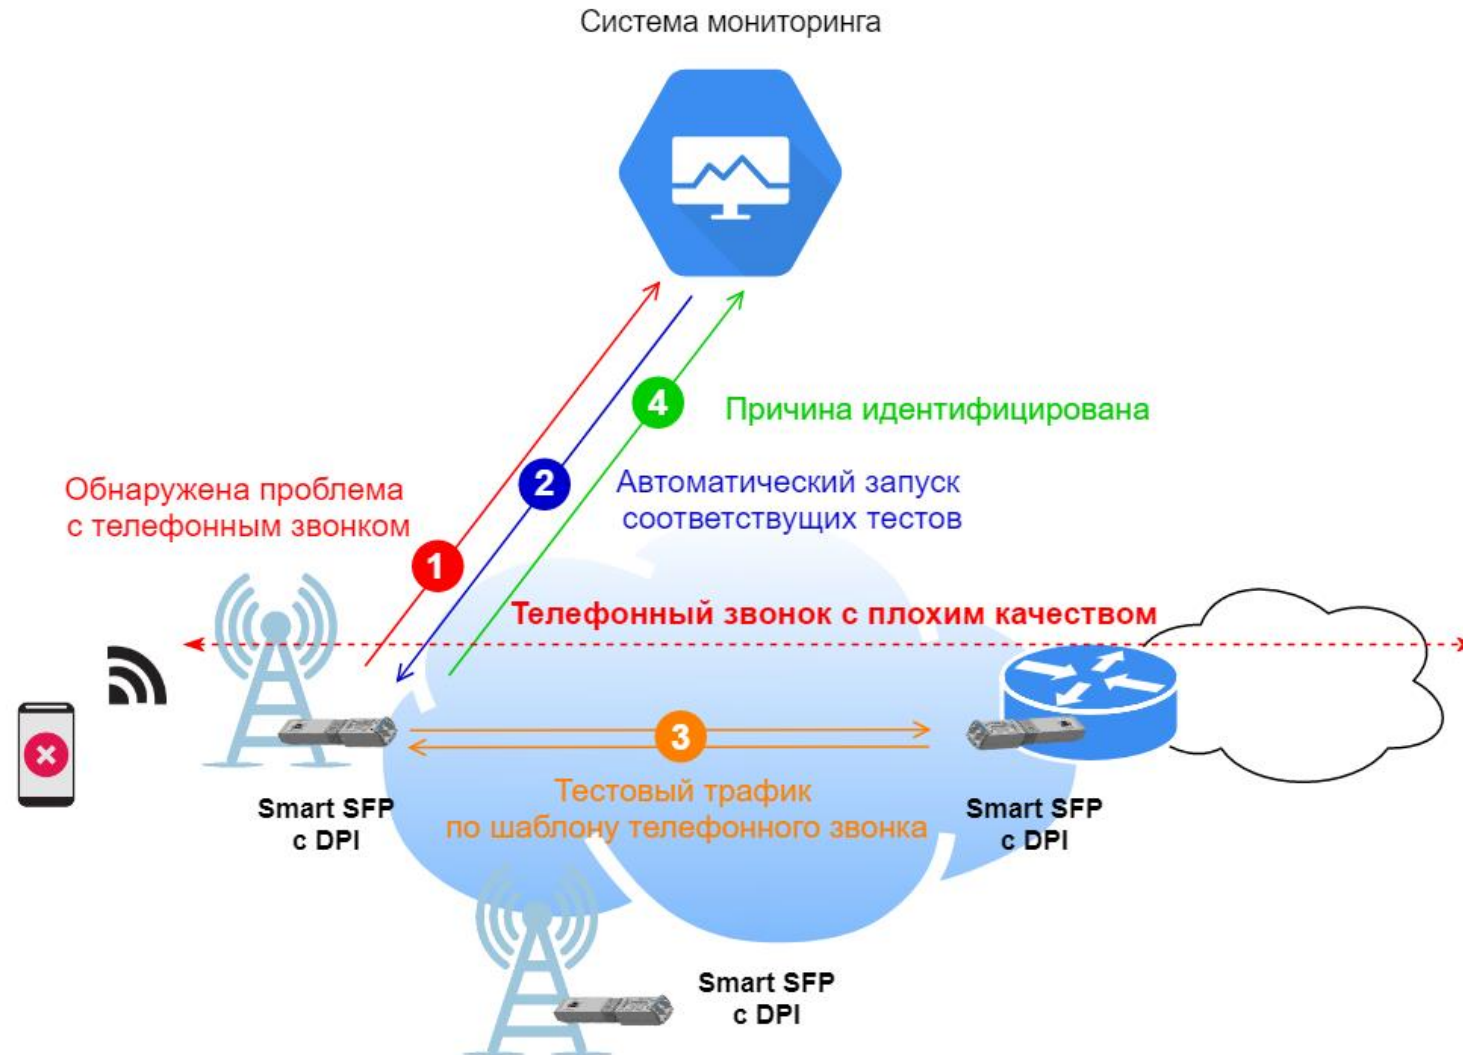 Система мониторинга
4
Причина идентифицирована
2
Автоматический запуск
соответствущих тестов
Обнаружена проблема
с телефонным звонком
1
Телефонный звонок с плохим качеством
3
Тестовый трафик
по шаблону телефонного звонка
Smart SFP
с DPI
Smart SFP
с DPI
Smart SFP
с DPI